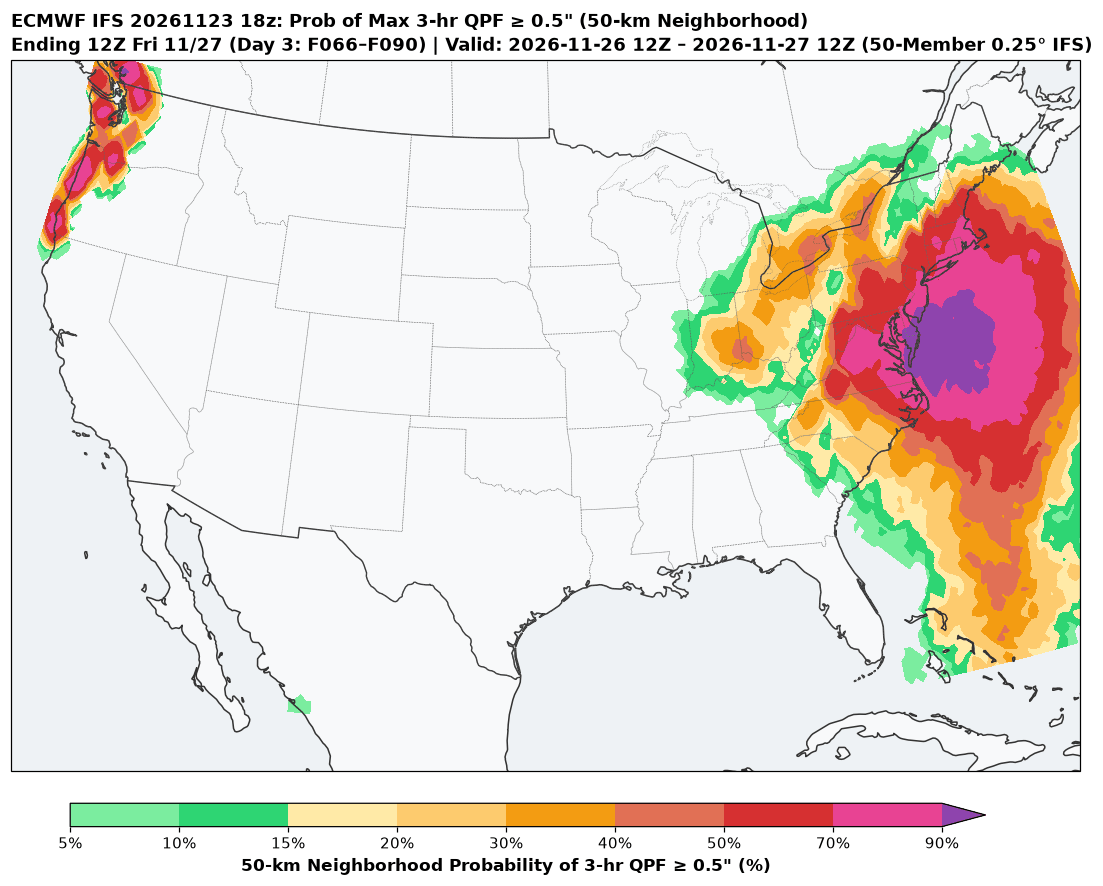 ECMWF IFS 20261123 18z: Prob of Max 3-hr QPF ≥ 0.5" (50-km Neighborhood)
Ending 12Z Fri 11/27 (Day 3: F066–F090) | Valid: 2026-11-26 12Z – 2026-11-27 12Z (50-Member 0.25° IFS)
5% 10% 15% 20% 30% 40% 50% 70% 90%
50-km Neighborhood Probability of 3-hr QPF ≥ 0.5" (%)